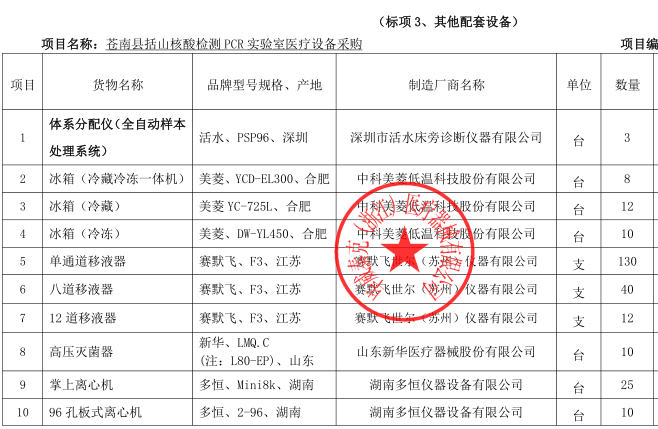 （标项 3、其他配套设备）
项目名称：苍南县括山核酸检测 PCR 实验室医疗设备采购 项目编
项目 货物名称 品牌型号规格、产地 制造厂商名称 单位 数量
1 体系分配仪（全自动样本处理系统） 活水、PSP96、深圳 深圳市活水床旁诊断仪器有限公司 台 3
2 冰箱（冷藏冷冻一体机） 美菱、YCD-EL300、合肥 中科美菱低温科技股份有限公司 台 8
3 冰箱（冷藏） 美菱 YC-725L、合肥 中科美菱低温科技股份有限公司 台 12
4 冰箱（冷冻） 美菱、DW-YL450、合肥 中科美菱低温科技股份有限公司 台 10
5 单通道移液器 赛默飞、F3、江苏 赛默飞世尔（苏州）仪器有限公司 支 130
6 八道移液器 赛默飞、F3、江苏 赛默飞世尔（苏州）仪器有限公司 支 40
7 12 道移液器 赛默飞、F3、江苏 赛默飞世尔（苏州）仪器有限公司 支 12
8 高压灭菌器 新华、LMQ.C (注: L80-EP)、山东 山东新华医疗器械股份有限公司 台 10
9 掌上离心机 多恒、Mini8k、湖南 湖南多恒仪器设备有限公司 台 25
10 96 孔板式离心机 多恒、2-96、湖南 湖南多恒仪器设备有限公司 台 10